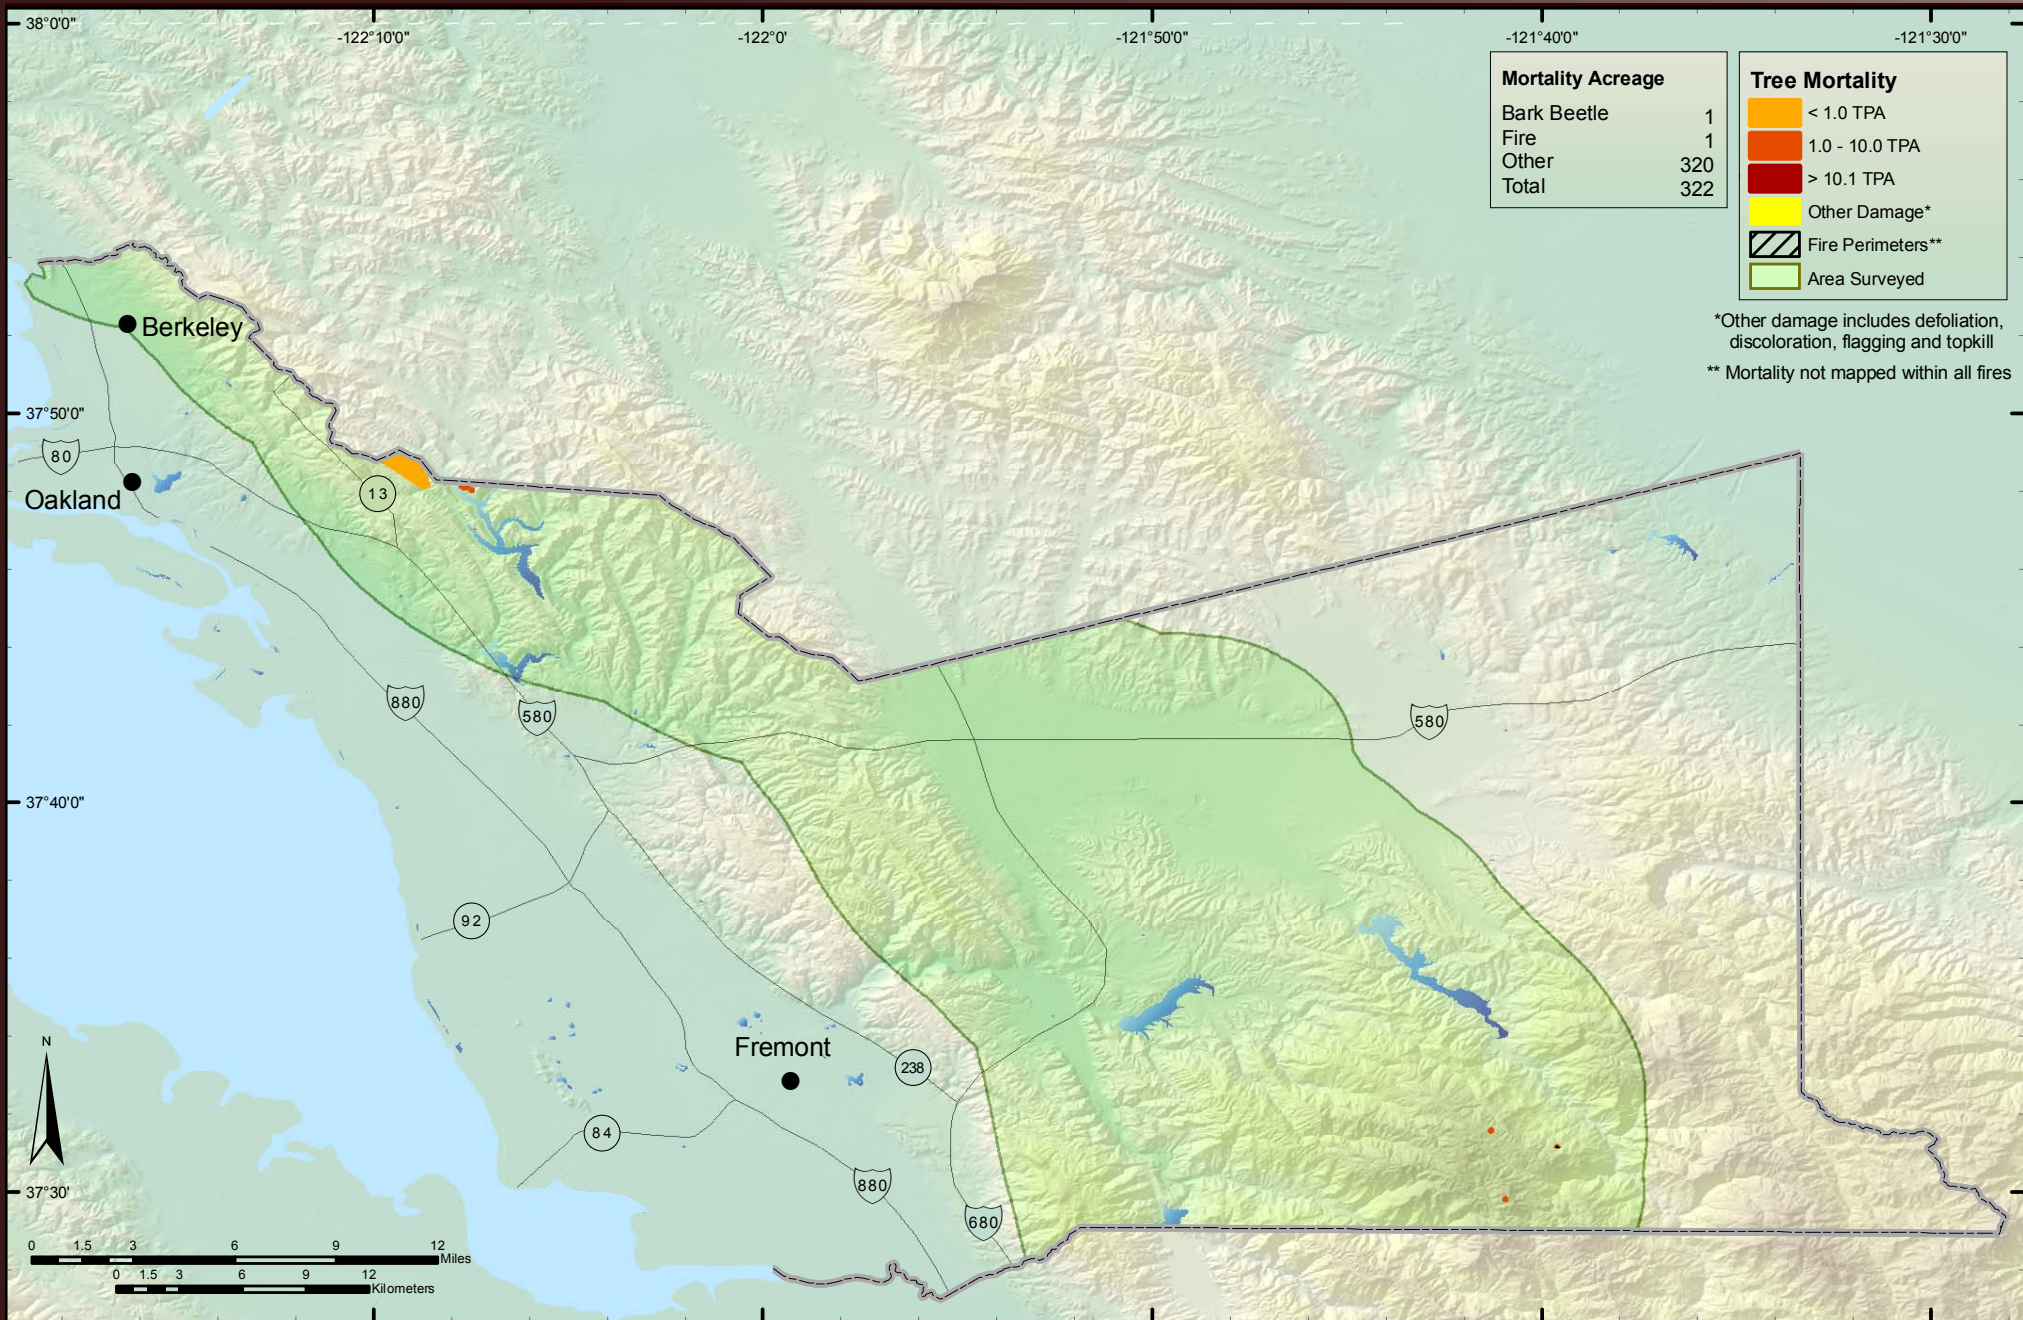 38°0'0"
-122°10'0"
-122°0'
-121°50'0"
-121°40'0"
-121°30'0"
Mortality Acreage
Bark Beetle 1
Fire 1
Other 320
Total 322
Tree Mortality
< 1.0 TPA
1.0 - 10.0 TPA
> 10.1 TPA
Other Damage*
Fire Perimeters**
Area Surveyed
*Other damage includes defoliation,
discoloration, flagging and topkill
** Mortality not mapped within all fires
Berkeley
37°50'0"
80
13
Oakland
880
580
580
37°40'0"
92
Fremont
238
N
84
37°30'
880
680
0 1.5 3 6 9 12
Miles
0 1.5 3 6 9 12
Kilometers